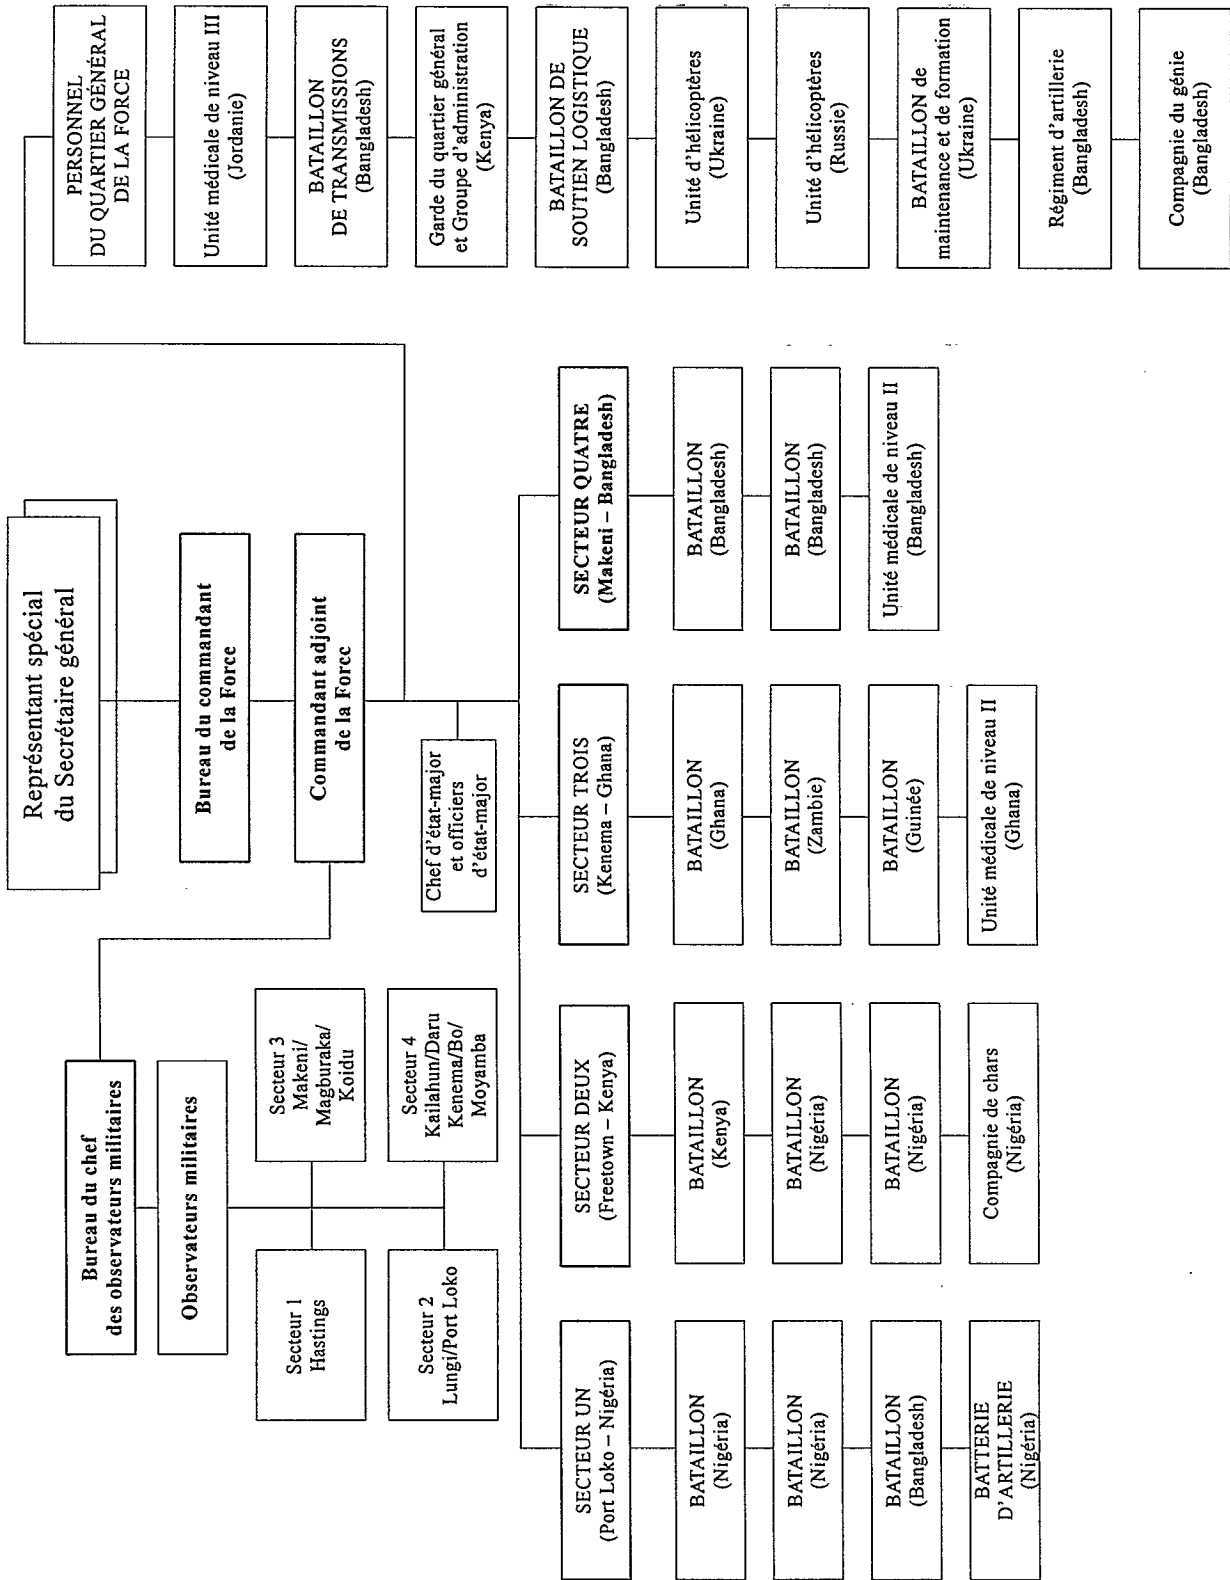 Représentant spécial
du Secrétaire général
Bureau du commandant
de la Force
Commandant adjoint
de la Force
Chef d'état-major
et officiers
d'état-major
Bureau du chef
des observateurs militaires
Observateurs militaires
Secteur 1
Hastings
Secteur 3
Makeni/
Magburaka/
Koidu
Secteur 2
Lungi/Port Loko
Secteur 4
Kailahun/Daru
Kenema/Bo/
Moyamba
SECTEUR UN
(Port Loko – Nigéria)
BATAILLON
(Nigéria)
BATAILLON
(Nigéria)
BATAILLON
(Bangladesh)
BATTERIE
D'ARTILLERIE
(Nigéria)
SECTEUR DEUX
(Freetown – Kenya)
BATAILLON
(Kenya)
BATAILLON
(Nigéria)
BATAILLON
(Nigéria)
Compagnie de chars
(Nigéria)
SECTEUR TROIS
(Kenema – Ghana)
BATAILLON
(Ghana)
BATAILLON
(Zambie)
BATAILLON
(Guinée)
Unité médicale de niveau II
(Ghana)
SECTEUR QUATRE
(Makeni – Bangladesh)
BATAILLON
(Bangladesh)
BATAILLON
(Bangladesh)
Unité médicale de niveau II
(Bangladesh)
PERSONNEL
DU QUARTIER GÉNÉRAL
DE LA FORCE
Unité médicale de niveau III
(Jordanie)
BATAILLON
DE TRANSMISSIONS
(Bangladesh)
Garde du quartier général
et Groupe d'administration
(Kenya)
BATAILLON DE
SOUTIEN LOGISTIQUE
(Bangladesh)
Unité d'hélicoptères
(Ukraine)
Unité d'hélicoptères
(Russie)
BATAILLON de
maintenance et de formation
(Ukraine)
Régiment d'artillerie
(Bangladesh)
Compagnie du génie
(Bangladesh)